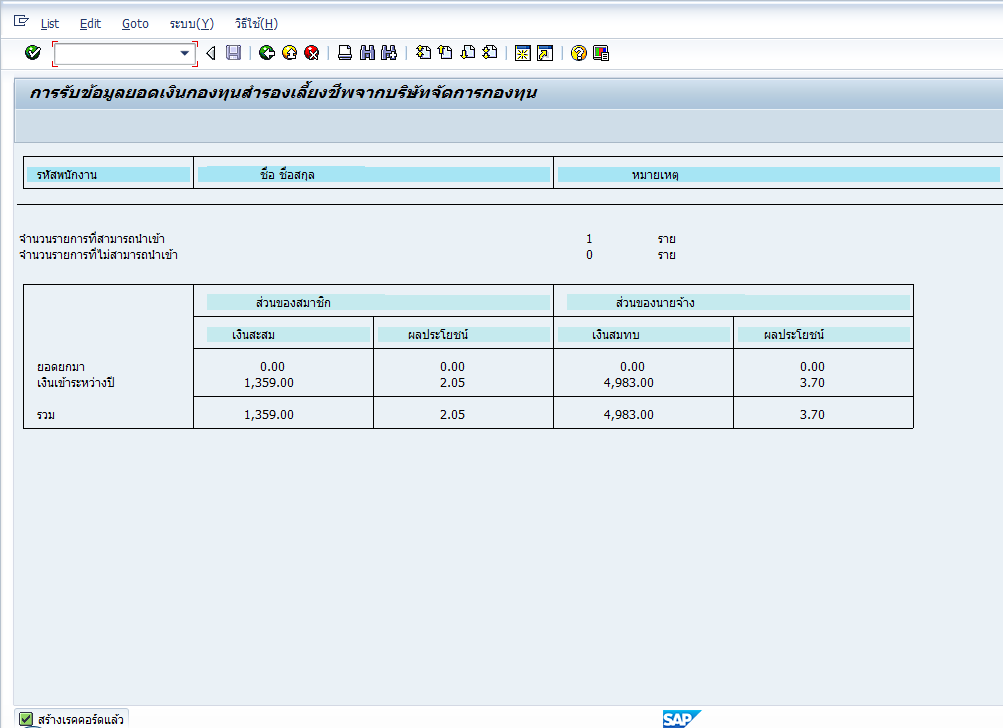 List Edit Goto ระบบ(Y) วิธีใช้(H)
การรับข้อมูลยอดเงินกองทุนสำรองเลี้ยงชีพจากบริษัทจัดการกองทุน
รหัสพนักงาน ชื่อ ชื่อสกุล หมายเหตุ
จำนวนรายการที่สามารถนำเข้า 1 ราย
จำนวนรายการที่ไม่สามารถนำเข้า 0 ราย
ส่วนของสมาชิก ส่วนของนายจ้าง
เงินสะสม ผลประโยชน์ เงินสมทบ ผลประโยชน์
ยอดยกมา 0.00 0.00 0.00 0.00
เงินเข้าระหว่างปี 1,359.00 2.05 4,983.00 3.70
รวม 1,359.00 2.05 4,983.00 3.70
สร้างเรคคอร์ดแล้ว SAP